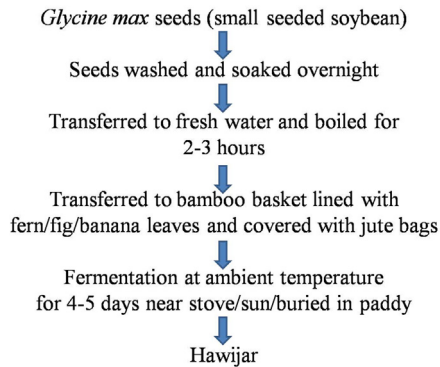 Glycine max seeds (small seeded soybean)
Seeds washed and soaked overnight
Transferred to fresh water and boiled for
2-3 hours
Transferred to bamboo basket lined with
fern/fig/banana leaves and covered with jute bags
Fermentation at ambient temperature
for 4-5 days near stove/sun/buried in paddy
Hawijar